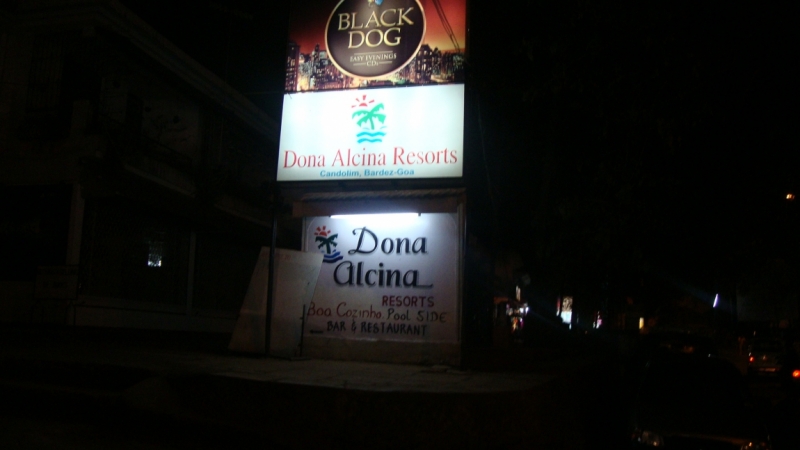 BLACK
DOG
EASY EVENINGS
CDs
Dona Alcina Resorts
Candolim, Bardez-Goa
Dona
alcina
RESORTS
Boa Cozinha Pool SIDE
BAR & RESTAURANT